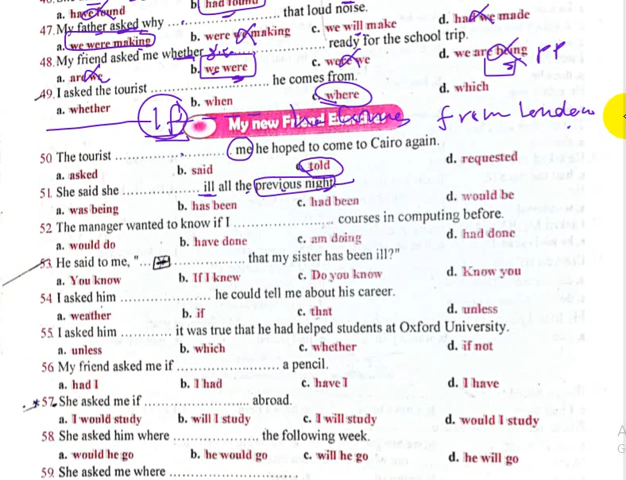 a. have found b. had found
47. My father asked why .................. that loud noise.
a. we were making b. were we making c. we will make d. had we made
48. My friend asked me whether .................. ready for the school trip.
a. are we b. we were c. were we d. we are being PP
49. I asked the tourist .................. he comes from.
a. whether b. when c. where d. which
My new Friend he comes from London
50 The tourist .................. me he hoped to come to Cairo again.
a. asked b. said c. told d. requested
51. She said she .................. ill all the previous night.
a. was being b. has been c. had been d. would be
52 The manager wanted to know if I .................. courses in computing before.
a. would do b. have done c. am doing d. had done
53. He said to me, ".................. that my sister has been ill?"
a. You know b. If I knew c. Do you know d. Know you
54 I asked him .................. he could tell me about his career.
a. weather b. if c. that d. unless
55. I asked him ............ it was true that he had helped students at Oxford University.
a. unless b. which c. whether d. if not
56 My friend asked me if .................. a pencil.
a. had I b. I had c. have I d. I have
*57. She asked me if .................. abroad.
a. I would study b. will I study c. I will study d. would I study
58 She asked him where .................. the following week.
a. would he go b. he would go c. will he go d. he will go
59. She asked me where ..................